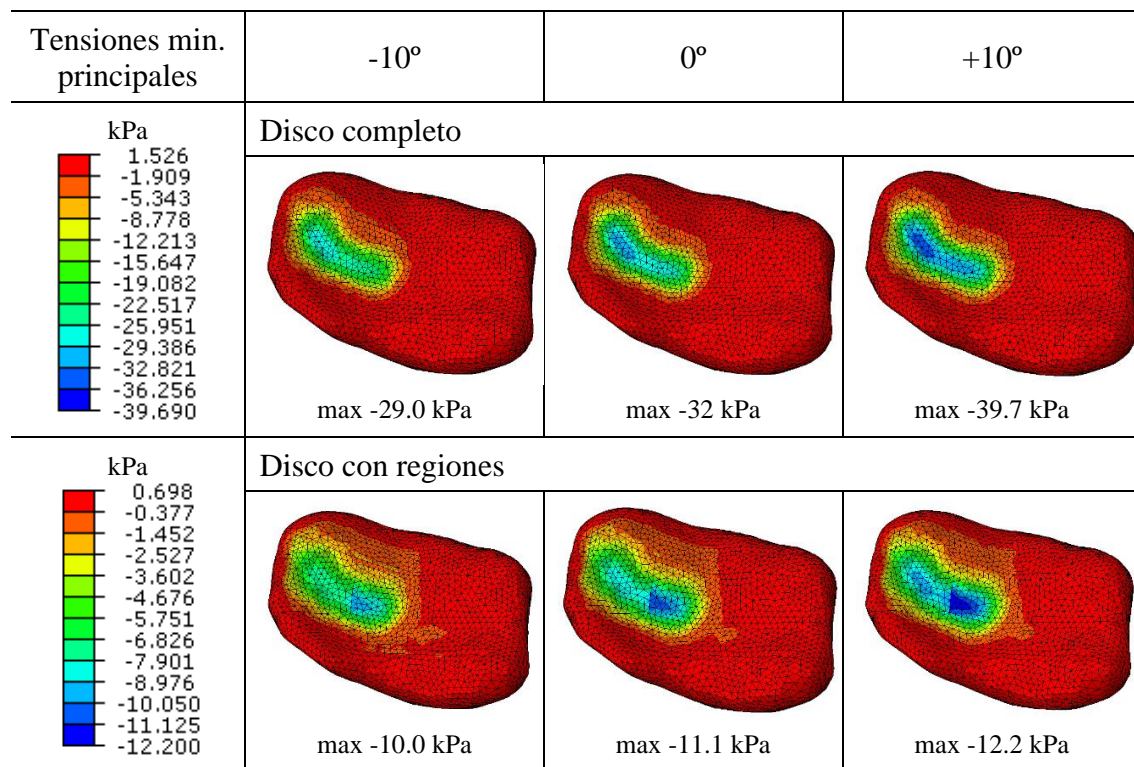 Tensiones min.
principales
-10º
0º
+10º
kPa
1.526
-1.909
-5.343
-8.778
-12.213
-15.647
-19.082
-22.517
-25.951
-29.386
-32.821
-36.256
-39.690
Disco completo
max -29.0 kPa
max -32 kPa
max -39.7 kPa
kPa
0.698
-0.377
-1.452
-2.527
-3.602
-4.676
-5.751
-6.826
-7.901
-8.976
-10.050
-11.125
-12.200
Disco con regiones
max -10.0 kPa
max -11.1 kPa
max -12.2 kPa